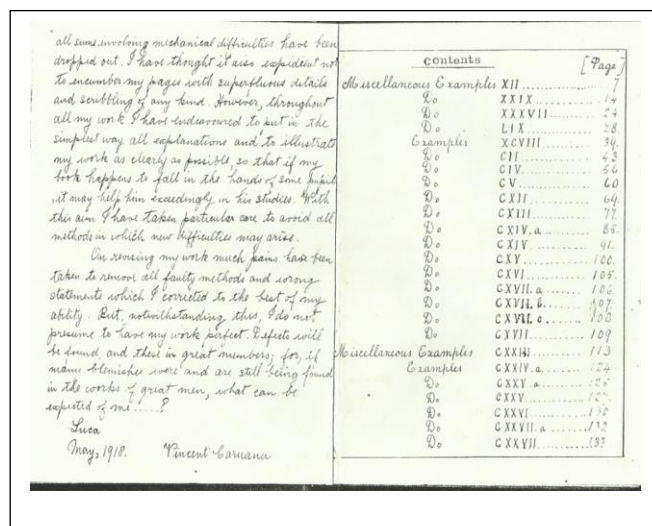 all sums involving mechanical difficulties have been
dropped out. I have thought it also expedient not
to encumber my pages with superfluous details
and scribbling of any kind. However, throughout
all my work I have endeavoured to put in the
simplest way all explanations and to illustrate
my work as clearly as possible, so that if my
book happens to fall in the hands of some pupil
, it may help him exceedingly in his studies. With
this aim I have taken particular care to avoid all
methods in which new difficulties may arise.
On revising my work much pains have been
taken to remove all faulty methods and wrong
statements which I corrected to the best of my
ability. But, notwithstanding this, I do not
presume to have my work perfect. Defects will
be found, and these in great numbers; for, if
many blemishes were and are still being found
in the works of great men, what can be
expected of me.....?
Luca
May, 1918. Vincent Caruana
Contents [Page]
Miscellaneous Examples XII 7
Do XXIX 14
Do XXXVII 24
Do LIX 28
Examples XCVIII 39
Do CII 43
Do CIV 56
Do CV 60
Do CXII 69
Do CXIII 77
Do CXIV.a 85
Do CXIV 91
Do CXV 100
Do CXVI 105
Do CXVII.a 106
Do CXVII.b 107
Do CXVII.c 108
Do CXVII 109
Miscellaneous Examples CXXIII 113
Examples CXXIV.a 124
Do CXXV.a 126
Do CXXV 127
Do CXXVI 130
Do CXXVII.a 132
Do CXXVII 133